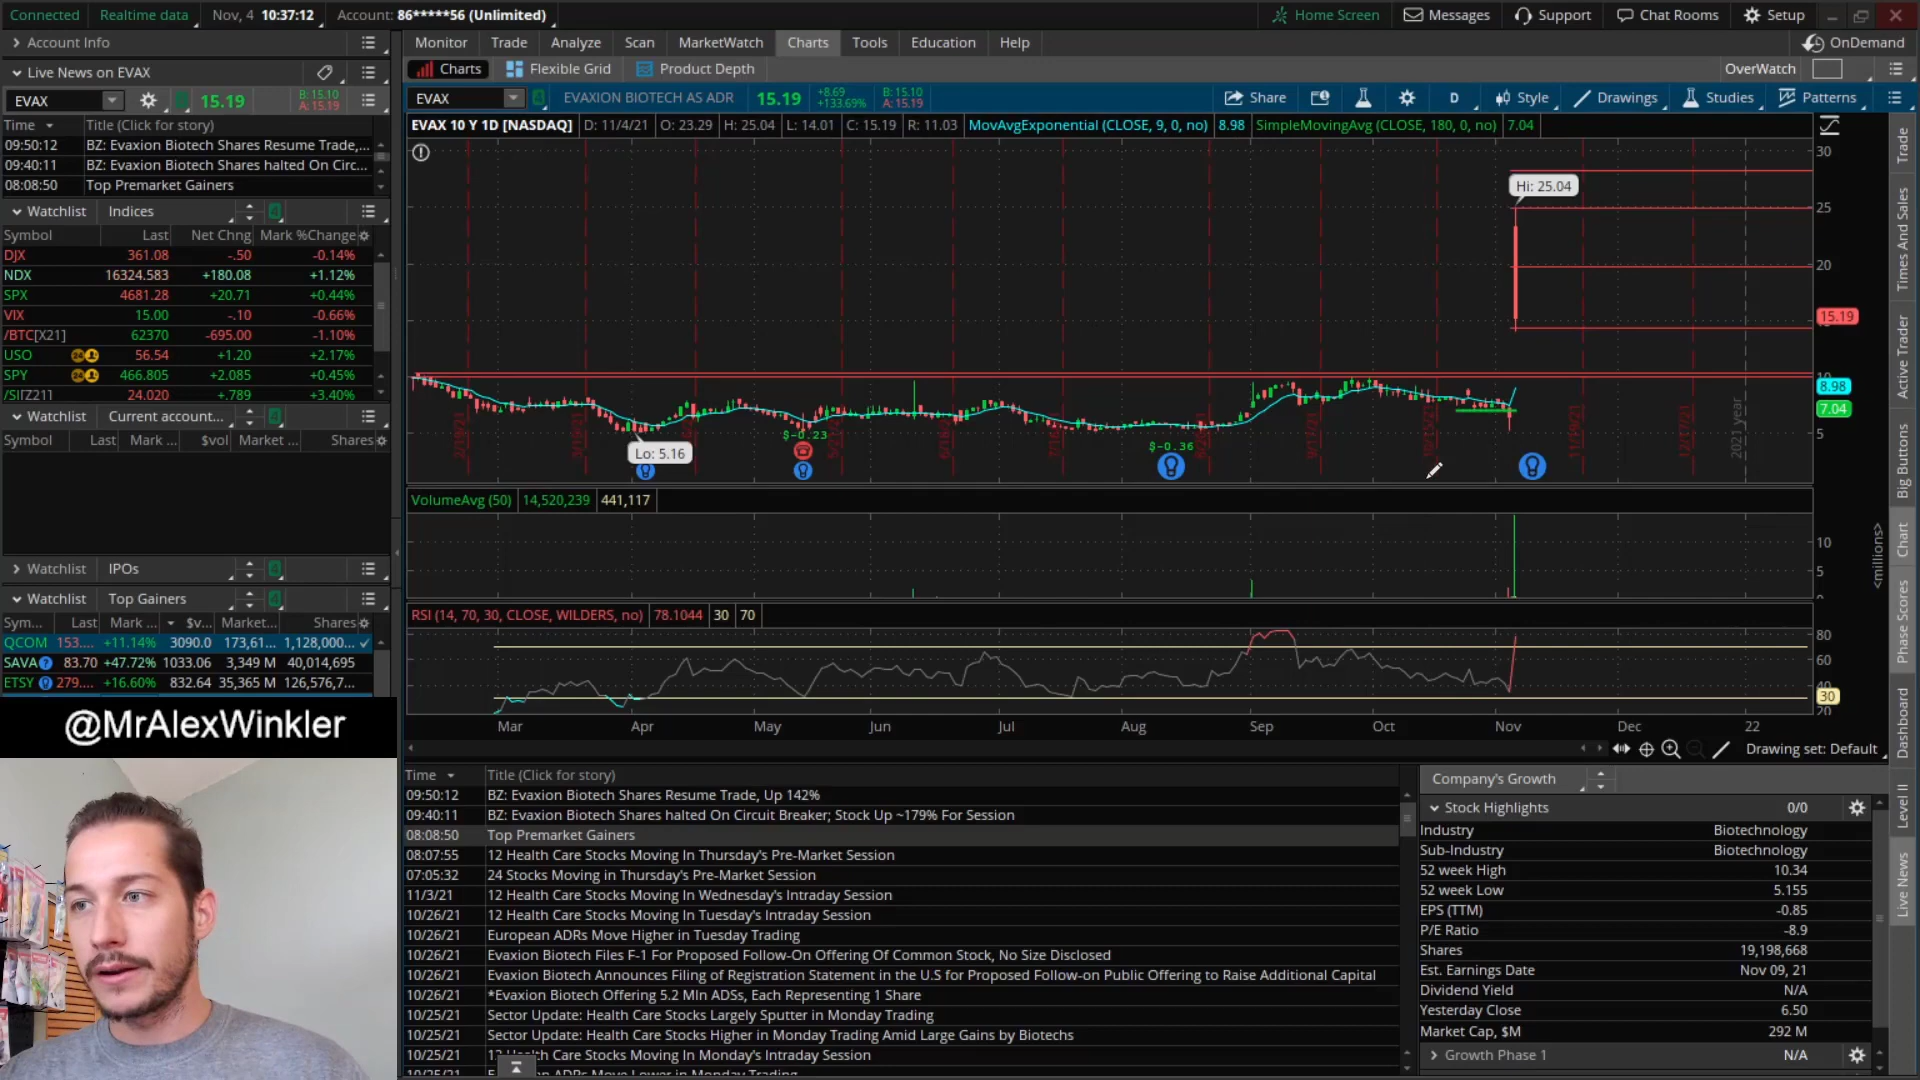 Connected Realtime data Nov, 4 10:37:12 Account: 86*****56 (Unlimited) Home Screen Messages Support Chat Rooms Setup
Account Info
Monitor Trade Analyze Scan MarketWatch Charts Tools Education Help OnDemand
Live News on EVAX
Charts Flexible Grid Product Depth OverWatch
EVAX 15.19 B: 15.10 A: 15.19
EVAX EVAXION BIOTECH AS ADR 15.19 +8.69 +133.69% B: 15.10 A: 15.19 Share D Style Drawings Studies Patterns
Time Title (Click for story)
09:50:12 BZ: Evaxion Biotech Shares Resume Trade,...
09:40:11 BZ: Evaxion Biotech Shares halted On Circ...
08:08:50 Top Premarket Gainers
EVAX 10 Y 1D [NASDAQ] D: 11/4/21 O: 23.29 H: 25.04 L: 14.01 C: 15.19 R: 11.03 MovAvgExponential (CLOSE, 9, 0, no) 8.98 SimpleMovingAvg (CLOSE, 180, 0, no) 7.04
Watchlist Indices
Symbol Last Net Chng Mark %Change
DJX 361.08 -.50 -0.14%
NDX 16324.583 +180.08 +1.12%
SPX 4681.28 +20.71 +0.44%
VIX 15.00 -.10 -0.66%
/BTC[X21] 62370 -695.00 -1.10%
USO 56.54 +1.20 +2.17%
SPY 466.805 +2.085 +0.45%
/SI[Z21] 24.020 +.789 +3.40%
Watchlist Current account...
Symbol Last Mark ... $vol Market ... Shares
Watchlist IPOs
Watchlist Top Gainers
Sym... Last Mark ... $v... Market... Shares
QCOM 153.... +11.14% 3090.0 173,61... 1,128,000...
SAVA 83.70 +47.72% 1033.06 3,349 M 40,014,695
ETSY 279.... +16.60% 832.64 35,365 M 126,576,7...
@MrAlexWinkler
Hi: 25.04
30
25
20
15.19
10
8.98
7.04
5
Lo: 5.16
$-0.23
$-0.36
2021 year
VolumeAvg (50) 14,520,239 441,117
10
5
<millions>
RSI (14, 70, 30, CLOSE, WILDERS, no) 78.1044 30 70
80
60
40
30
20
Mar Apr May Jun Jul Aug Sep Oct Nov Dec 22
Drawing set: Default
Time Title (Click for story)
09:50:12 BZ: Evaxion Biotech Shares Resume Trade, Up 142%
09:40:11 BZ: Evaxion Biotech Shares halted On Circuit Breaker; Stock Up ~179% For Session
08:08:50 Top Premarket Gainers
08:07:55 12 Health Care Stocks Moving In Thursday's Pre-Market Session
07:05:32 24 Stocks Moving in Thursday's Pre-Market Session
11/3/21 12 Health Care Stocks Moving In Wednesday's Intraday Session
10/26/21 12 Health Care Stocks Moving In Tuesday's Intraday Session
10/26/21 European ADRs Move Higher in Tuesday Trading
10/26/21 Evaxion Biotech Files F-1 For Proposed Follow-On Offering Of Common Stock, No Size Disclosed
10/26/21 Evaxion Biotech Announces Filing of Registration Statement in the U.S for Proposed Follow-on Public Offering to Raise Additional Capital
10/26/21 *Evaxion Biotech Offering 5.2 Mln ADSs, Each Representing 1 Share
10/25/21 Sector Update: Health Care Stocks Largely Sputter in Monday Trading
10/25/21 Sector Update: Health Care Stocks Higher in Monday Trading Amid Large Gains by Biotechs
10/25/21 12 Health Care Stocks Moving In Monday's Intraday Session
10/25/21 ADRs Move Lower in Monday Trading
Company's Growth
Stock Highlights 0/0
Industry Biotechnology
Sub-Industry Biotechnology
52 week High 10.34
52 week Low 5.155
EPS (TTM) -0.85
P/E Ratio -8.9
Shares 19,198,668
Est. Earnings Date Nov 09, 21
Dividend Yield N/A
Yesterday Close 6.50
Market Cap, $M 292 M
Growth Phase 1 N/A
Trade
Times And Sales
Active Trader
Big Buttons
Chart
Phase Scores
Dashboard
Level II
Live News